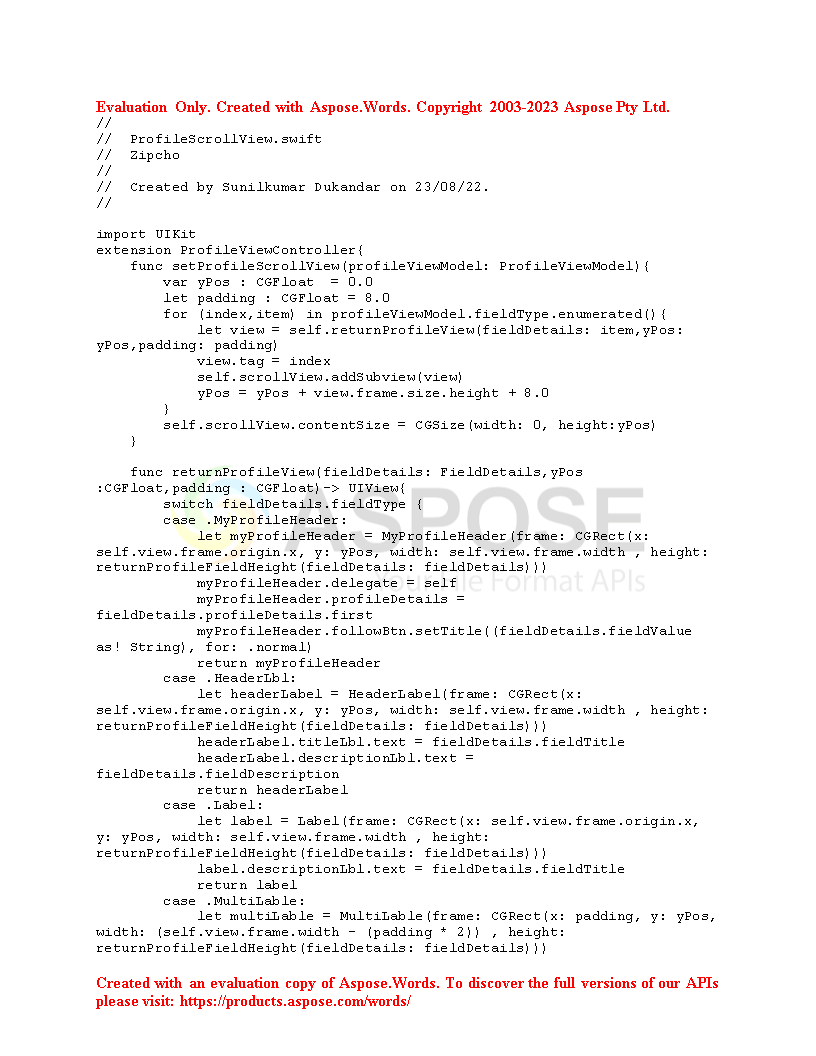 Evaluation Only. Created with Aspose.Words. Copyright 2003-2023 Aspose Pty Ltd.
//
//  ProfileScrollView.swift
//  Zipcho
//
//  Created by Sunilkumar Dukandar on 23/08/22.
//
import UIKit
extension ProfileViewController{
    func setProfileScrollView(profileViewModel: ProfileViewModel){
        var yPos : CGFloat  = 0.0
        let padding : CGFloat = 8.0
        for (index,item) in profileViewModel.fieldType.enumerated(){
            let view = self.returnProfileView(fieldDetails: item,yPos:
yPos,padding: padding)
            view.tag = index
            self.scrollView.addSubview(view)
            yPos = yPos + view.frame.size.height + 8.0
        }
        self.scrollView.contentSize = CGSize(width: 0, height:yPos)
    }
    func returnProfileView(fieldDetails: FieldDetails,yPos
:CGFloat,padding : CGFloat)-> UIView{
        switch fieldDetails.fieldType {
        case .MyProfileHeader:
            let myProfileHeader = MyProfileHeader(frame: CGRect(x:
self.view.frame.origin.x, y: yPos, width: self.view.frame.width , height:
returnProfileFieldHeight(fieldDetails: fieldDetails)))
            myProfileHeader.delegate = self
            myProfileHeader.profileDetails =
fieldDetails.profileDetails.first
            myProfileHeader.followBtn.setTitle((fieldDetails.fieldValue
as! String), for: .normal)
            return myProfileHeader
        case .HeaderLbl:
            let headerLabel = HeaderLabel(frame: CGRect(x:
self.view.frame.origin.x, y: yPos, width: self.view.frame.width , height:
returnProfileFieldHeight(fieldDetails: fieldDetails)))
            headerLabel.titleLbl.text = fieldDetails.fieldTitle
            headerLabel.descriptionLbl.text =
fieldDetails.fieldDescription
            return headerLabel
        case .Label:
            let label = Label(frame: CGRect(x: self.view.frame.origin.x,
y: yPos, width: self.view.frame.width , height:
returnProfileFieldHeight(fieldDetails: fieldDetails)))
            label.descriptionLbl.text = fieldDetails.fieldTitle
            return label
        case .MultiLable:
            let multiLable = MultiLable(frame: CGRect(x: padding, y: yPos,
width: (self.view.frame.width - (padding * 2)) , height:
returnProfileFieldHeight(fieldDetails: fieldDetails)))
ASPOSE
File Format APIs
Created with an evaluation copy of Aspose.Words. To discover the full versions of our APIs
please visit: https://products.aspose.com/words/